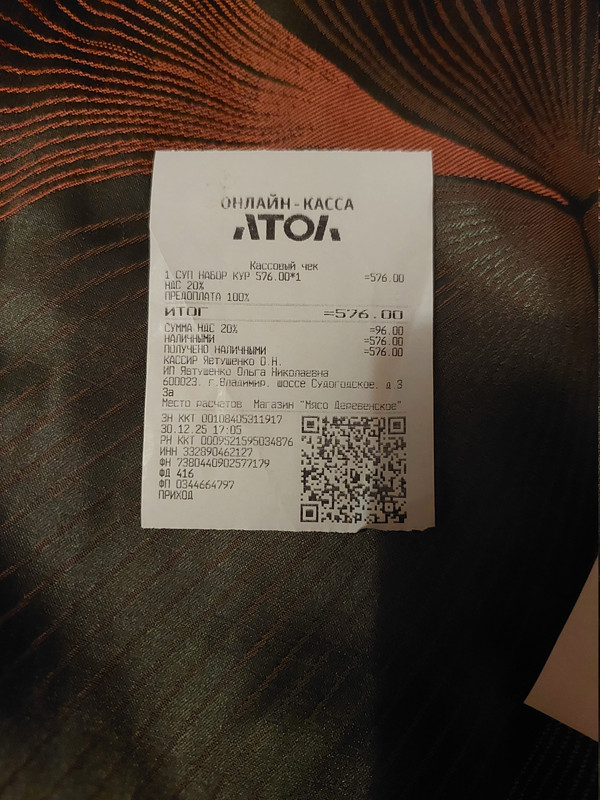 ОНЛАЙН-КАССА
АТОЛ
Кассовый чек
1 СУП НАБОР КУР 576.00*1 =576.00
НДС 20%
ПРЕДОПЛАТА 100%
ИТОГ =576.00
СУММА НДС 20% =96.00
НАЛИЧНЫМИ =576.00
ПОЛУЧЕНО НАЛИЧНЫМИ =576.00
КАССИР Явтушенко О.Н.
ИП Явтушенко Ольга Николаевна
600023. г.Владимир, шоссе Судогодское. д.3
3а
Место расчетов Магазин "Мясо Деревенское"
ЗН ККТ 00108405311917
30.12.25 17:05
РН ККТ 0009521595034876
ИНН 332890462127
ФН 7380440902577179
ФД 416
ФП 0344664797
ПРИХОД